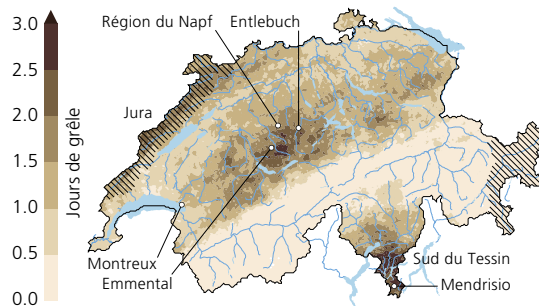 3.0
2.5
2.0
1.5
1.0
0.5
0.0
Jours de grêle
Région du Napf
Entlebuch
Jura
Montreux
Emmental
Sud du Tessin
Mendrisio